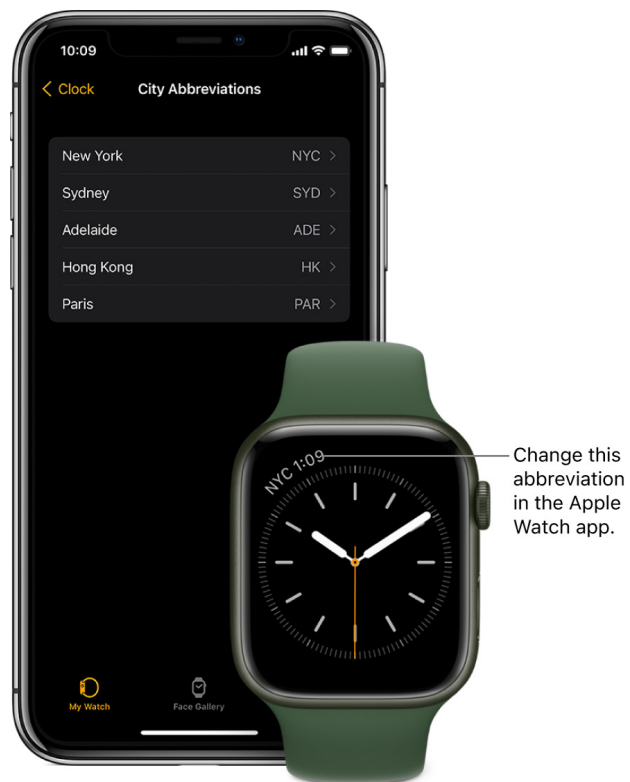 10:09
Clock
City Abbreviations
New York NYC
Sydney SYD
Adelaide ADE
Hong Kong HK
Paris PAR
NYC 1:09
Change this
abbreviation
in the Apple
Watch app.
My Watch
Face Gallery